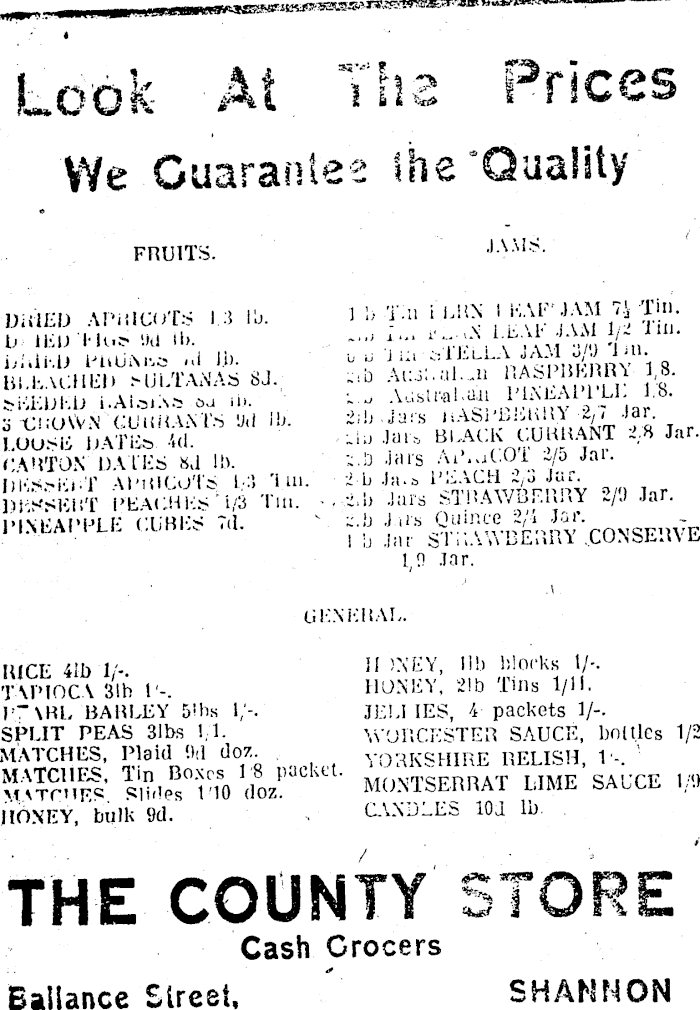 Look At The Prices
We Guarantee the Quality
FRUITS.
DRIED APRICOTS 1/3 lb.
DRIED FIGS 9d lb.
DRIED PRUNES lb.
BLEACHED SULTANAS 8d.
SEEDED RAISINS 8d lb.
3 CROWN CURRANTS 9d lb.
LOOSE DATES 4d.
CARTON DATES 8d lb.
DESSERT APRICOTS 1/3 Tin.
DESSERT PEACHES 1/3 Tin.
PINEAPPLE CUBES 7d.
JAMS.
1lb Tin FERN LEAF JAM 7½ Tin.
2lb Tin FERN LEAF JAM 1/2 Tin.
Tin STELLA JAM 3/9 Tin.
2lb Australian RASPBERRY 1/8.
2lb Australian PINEAPPLE 1/8.
2lb Jars RASPBERRY 2/7 Jar.
2lb Jars BLACK CURRANT 2/8 Jar.
2lb Jars APRICOT 2/5 Jar.
2lb Jars PEACH Jar.
2lb Jars STRAWBERRY 2/9 Jar.
2lb Jars Quince 2/4 Jar.
1lb Jar STRAWBERRY CONSERVE
1/9 Jar.
GENERAL.
RICE 4lb 1/-.
TAPIOCA 3lb 1/-.
PEARL BARLEY 5lbs 1/-.
SPLIT PEAS 3lbs 1/1.
MATCHES, Plaid 9d doz.
MATCHES, Tin Boxes 1/8 packet.
MATCHES, Slides 1/10 doz.
HONEY, bulk 9d.
HONEY, 1lb blocks 1/-.
HONEY, 2lb Tins 1/11.
JELLIES, 4 packets 1/-.
WORCESTER SAUCE, bottles 1/2
YORKSHIRE RELISH, 1/-.
MONTSERRAT LIME SAUCE 1/9
CANDLES 10d lb.
THE COUNTY STORE
Cash Grocers
Ballance Street, SHANNON